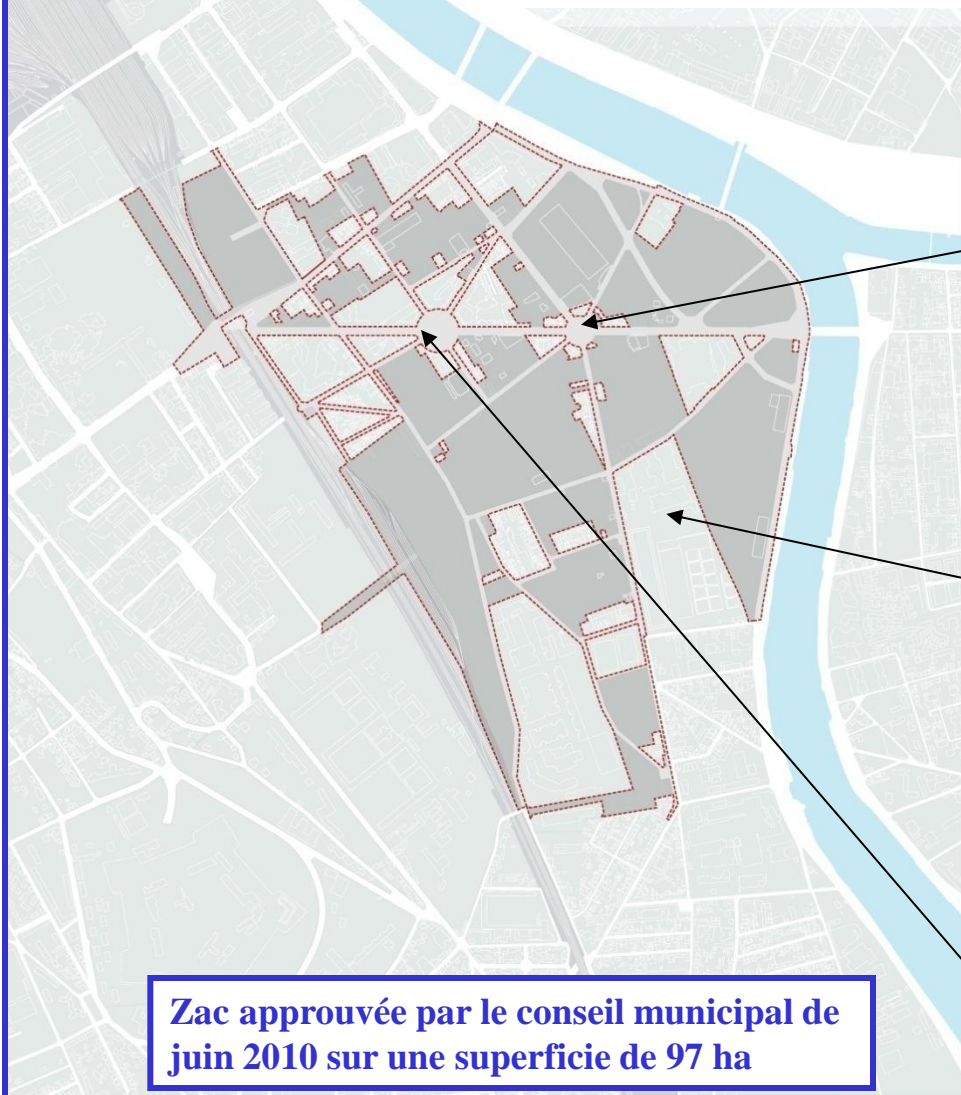 Zac approuvée par le conseil municipal de
juin 2010 sur une superficie de 97 ha